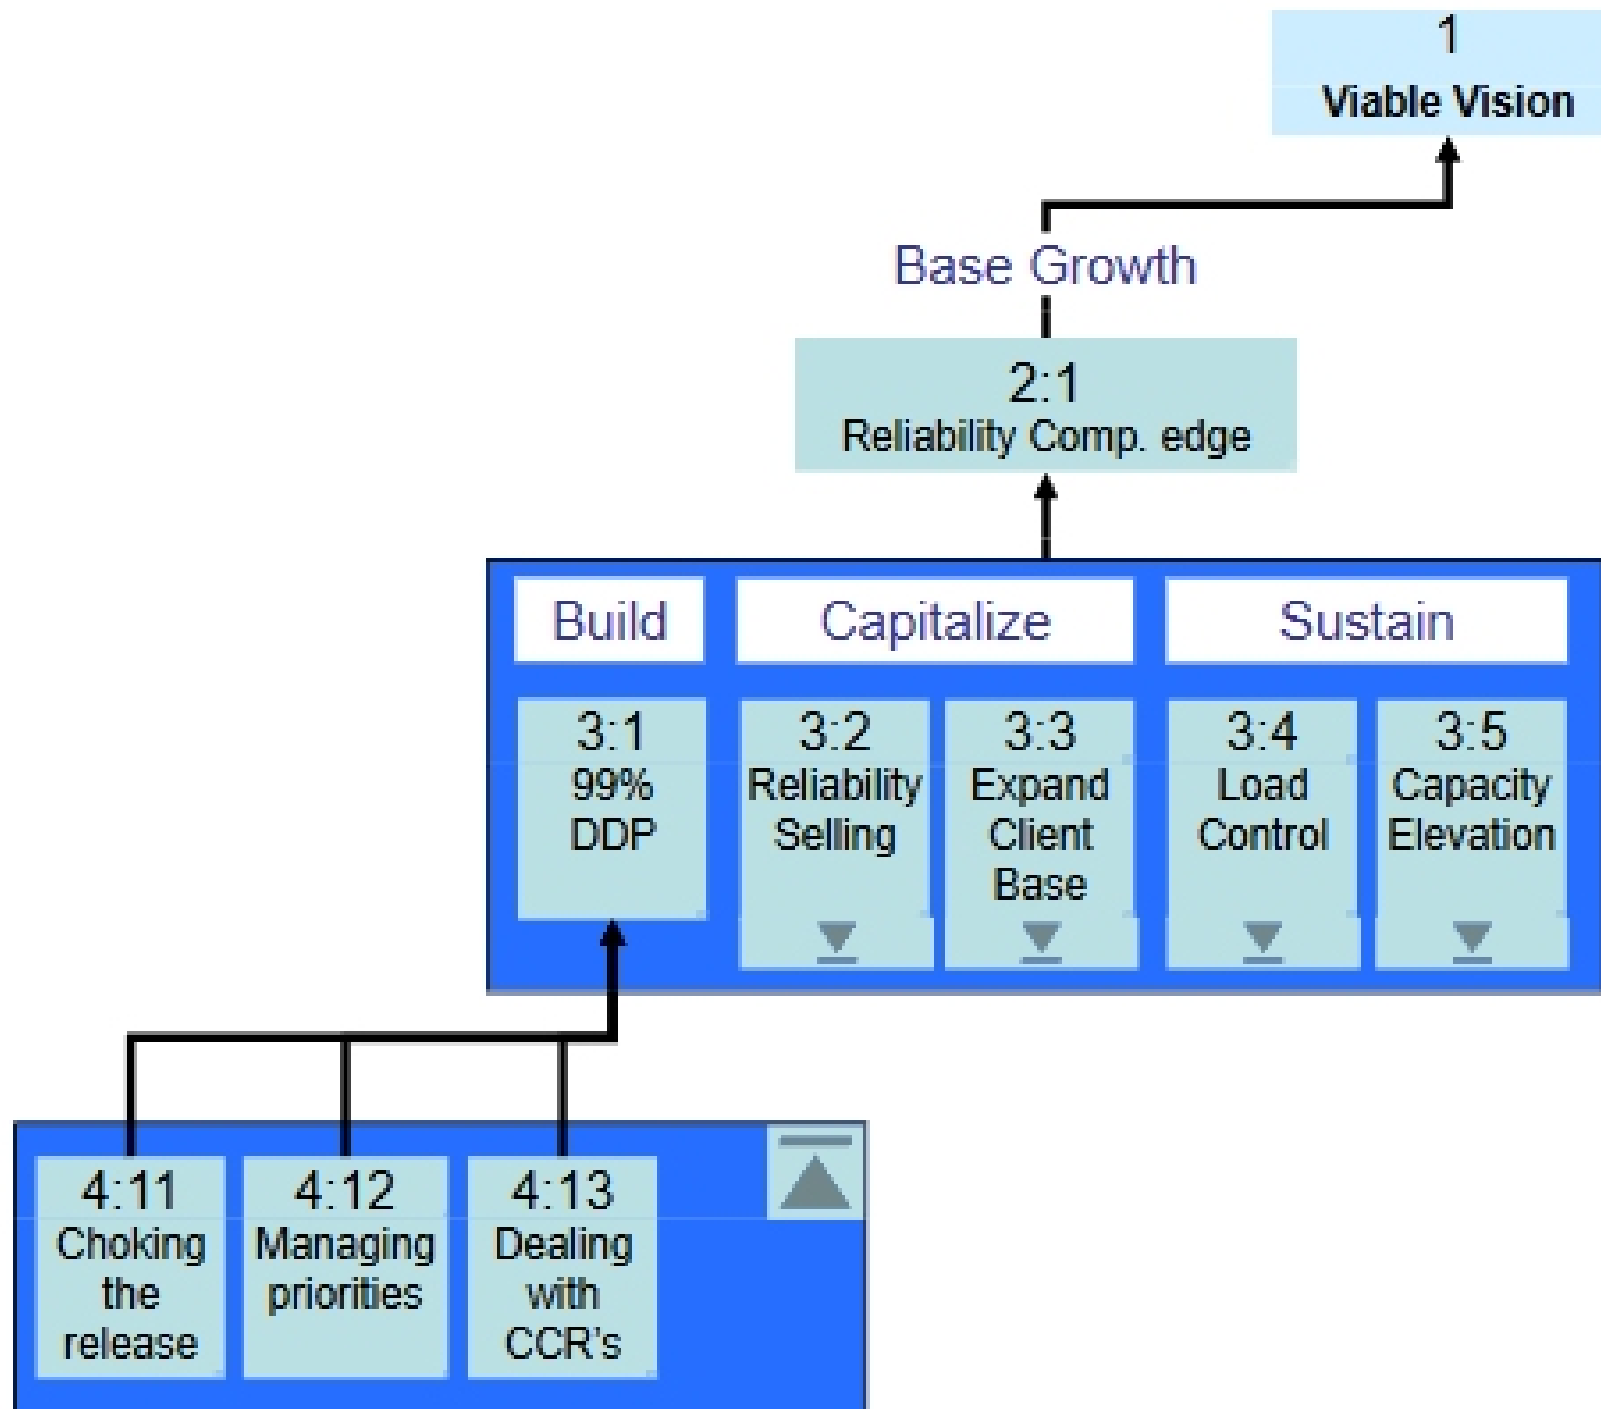 1
Viable Vision
Base Growth
2:1
Reliability Comp. edge
Build
Capitalize
Sustain
3:1
99%
DDP
3:2
Reliability
Selling
3:3
Expand
Client
Base
3:4
Load
Control
3:5
Capacity
Elevation
4:11
Choking
the
release
4:12
Managing
priorities
4:13
Dealing
with
CCR's